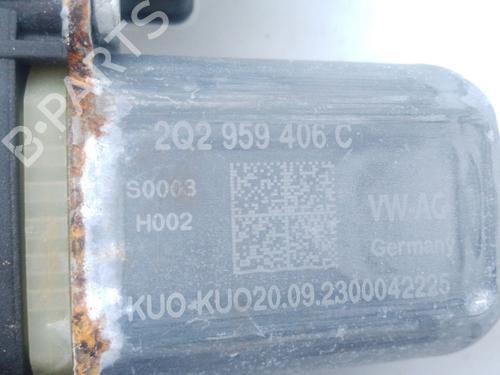 B-PARTS
2Q2 959 406 C
S0003
H002
VW-AG
Germany
KUO-KUO20.09.2300042225